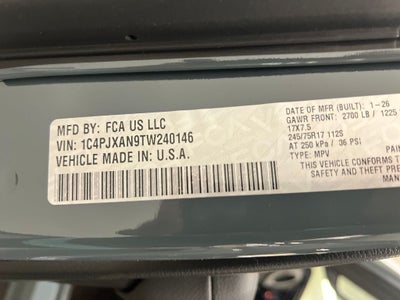 MFD BY: FCA US LLC
VIN: 1C4PJXAN9TW240146
VEHICLE MADE IN U.S.A.
DATE OF MFR (BUILT): 1-26
GAWR FRONT: 2700 LB / 1225
17X7.5
245/75R17 112S
AT 250 kPa / 36 PSI
TYPE: MPV PAIN
THIS VEHICLE CONFORMS
SAFETY AND THEFT
MANU